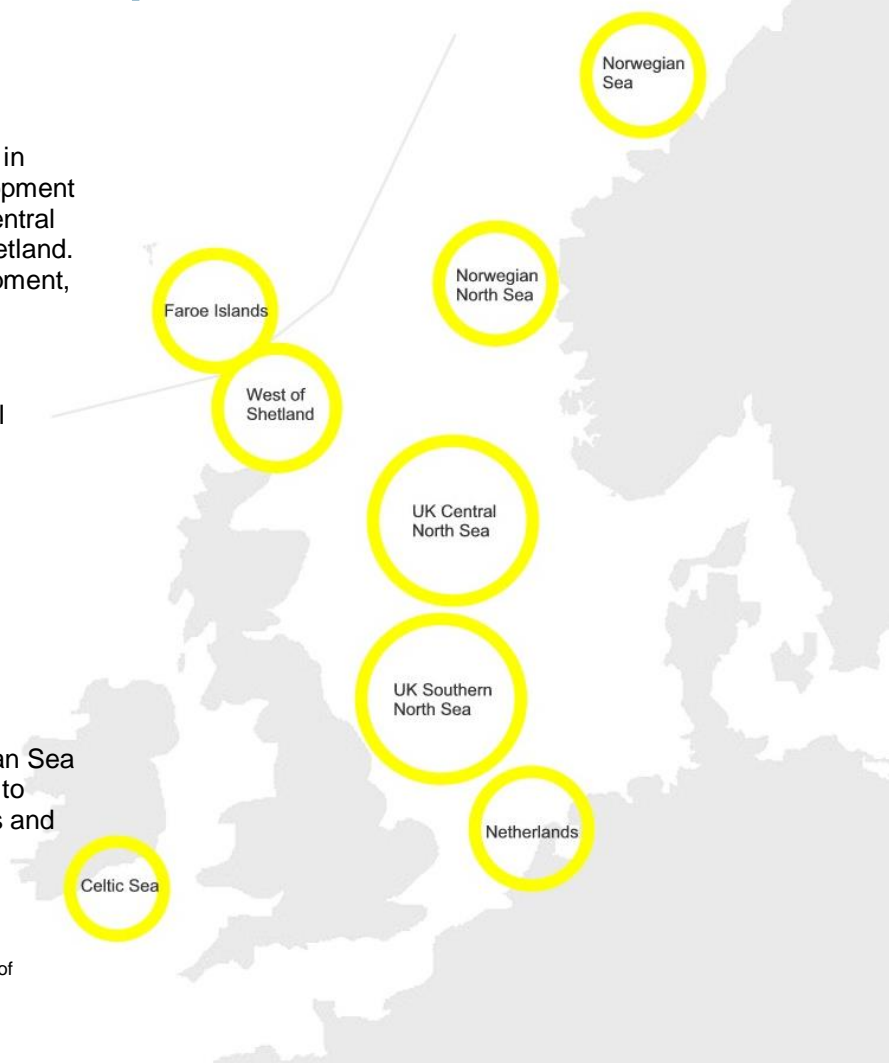 in
opment
entral
etland.
oment,
l
an Sea
to
s and
of
Norwegian
Sea
Norwegian
North Sea
Faroe Islands
West of
Shetland
UK Central
North Sea
UK Southern
North Sea
Netherlands
Celtic Sea